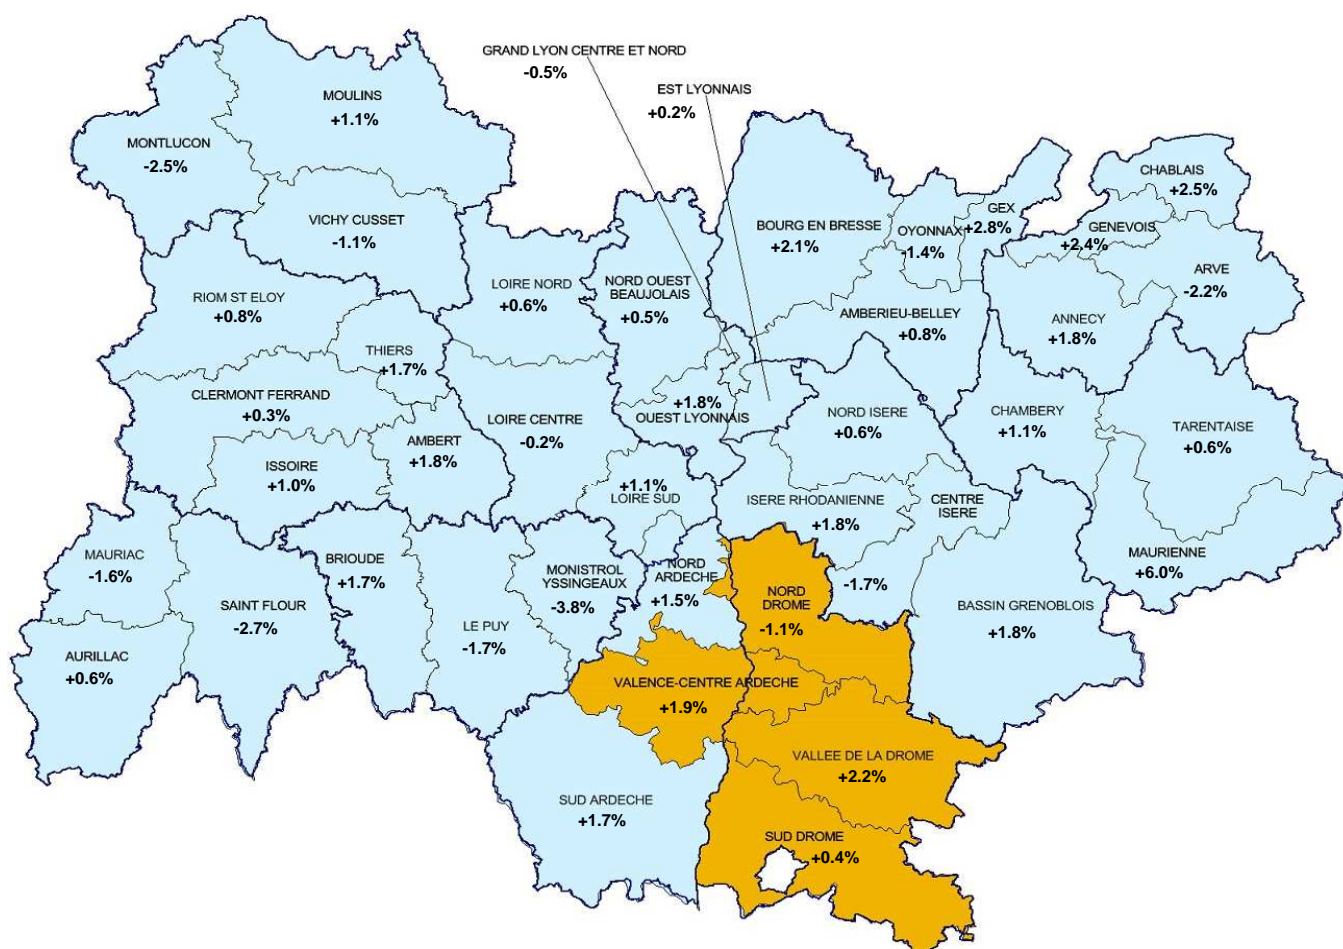 GRAND LYON CENTRE ET NORD
-0.5%
EST LYONNAIS
+0.2%
MOULINS
+1.1%
MONTLUCON
-2.5%
VICHY CUSSET
-1.1%
BOURG EN BRESSE
+2.1%
OYONNAX
-1.4%
GEX
+2.8%
CHABLAIS
+2.5%
GENEVOIS
+2.4%
ARVE
-2.2%
RIOM ST ELOY
+0.8%
LOIRE NORD
+0.6%
NORD OUEST
BEAUJOLAIS
+0.5%
AMBERIEU-BELLEY
+0.8%
ANNECY
+1.8%
THIERS
+1.7%
CLERMONT FERRAND
+0.3%
LOIRE CENTRE
-0.2%
+1.8%
OUEST LYONNAIS
NORD ISERE
+0.6%
CHAMBERY
+1.1%
TARENTAISE
+0.6%
AMBERT
+1.8%
ISSOIRE
+1.0%
+1.1%
LOIRE SUD
ISERE RHODANIENNE
+1.8%
CENTRE
ISERE
-1.7%
MAURIENNE
+6.0%
MAURIAC
-1.6%
SAINT FLOUR
-2.7%
BRIOUDE
+1.7%
MONISTROL
YSSINGEAUX
-3.8%
NORD
ARDECHE
+1.5%
NORD
DROME
-1.1%
BASSIN GRENOBLOIS
+1.8%
LE PUY
-1.7%
AURILLAC
+0.6%
VALENCE-CENTRE ARDECHE
+1.9%
VALLEE DE LA DROME
+2.2%
SUD ARDECHE
+1.7%
SUD DROME
+0.4%